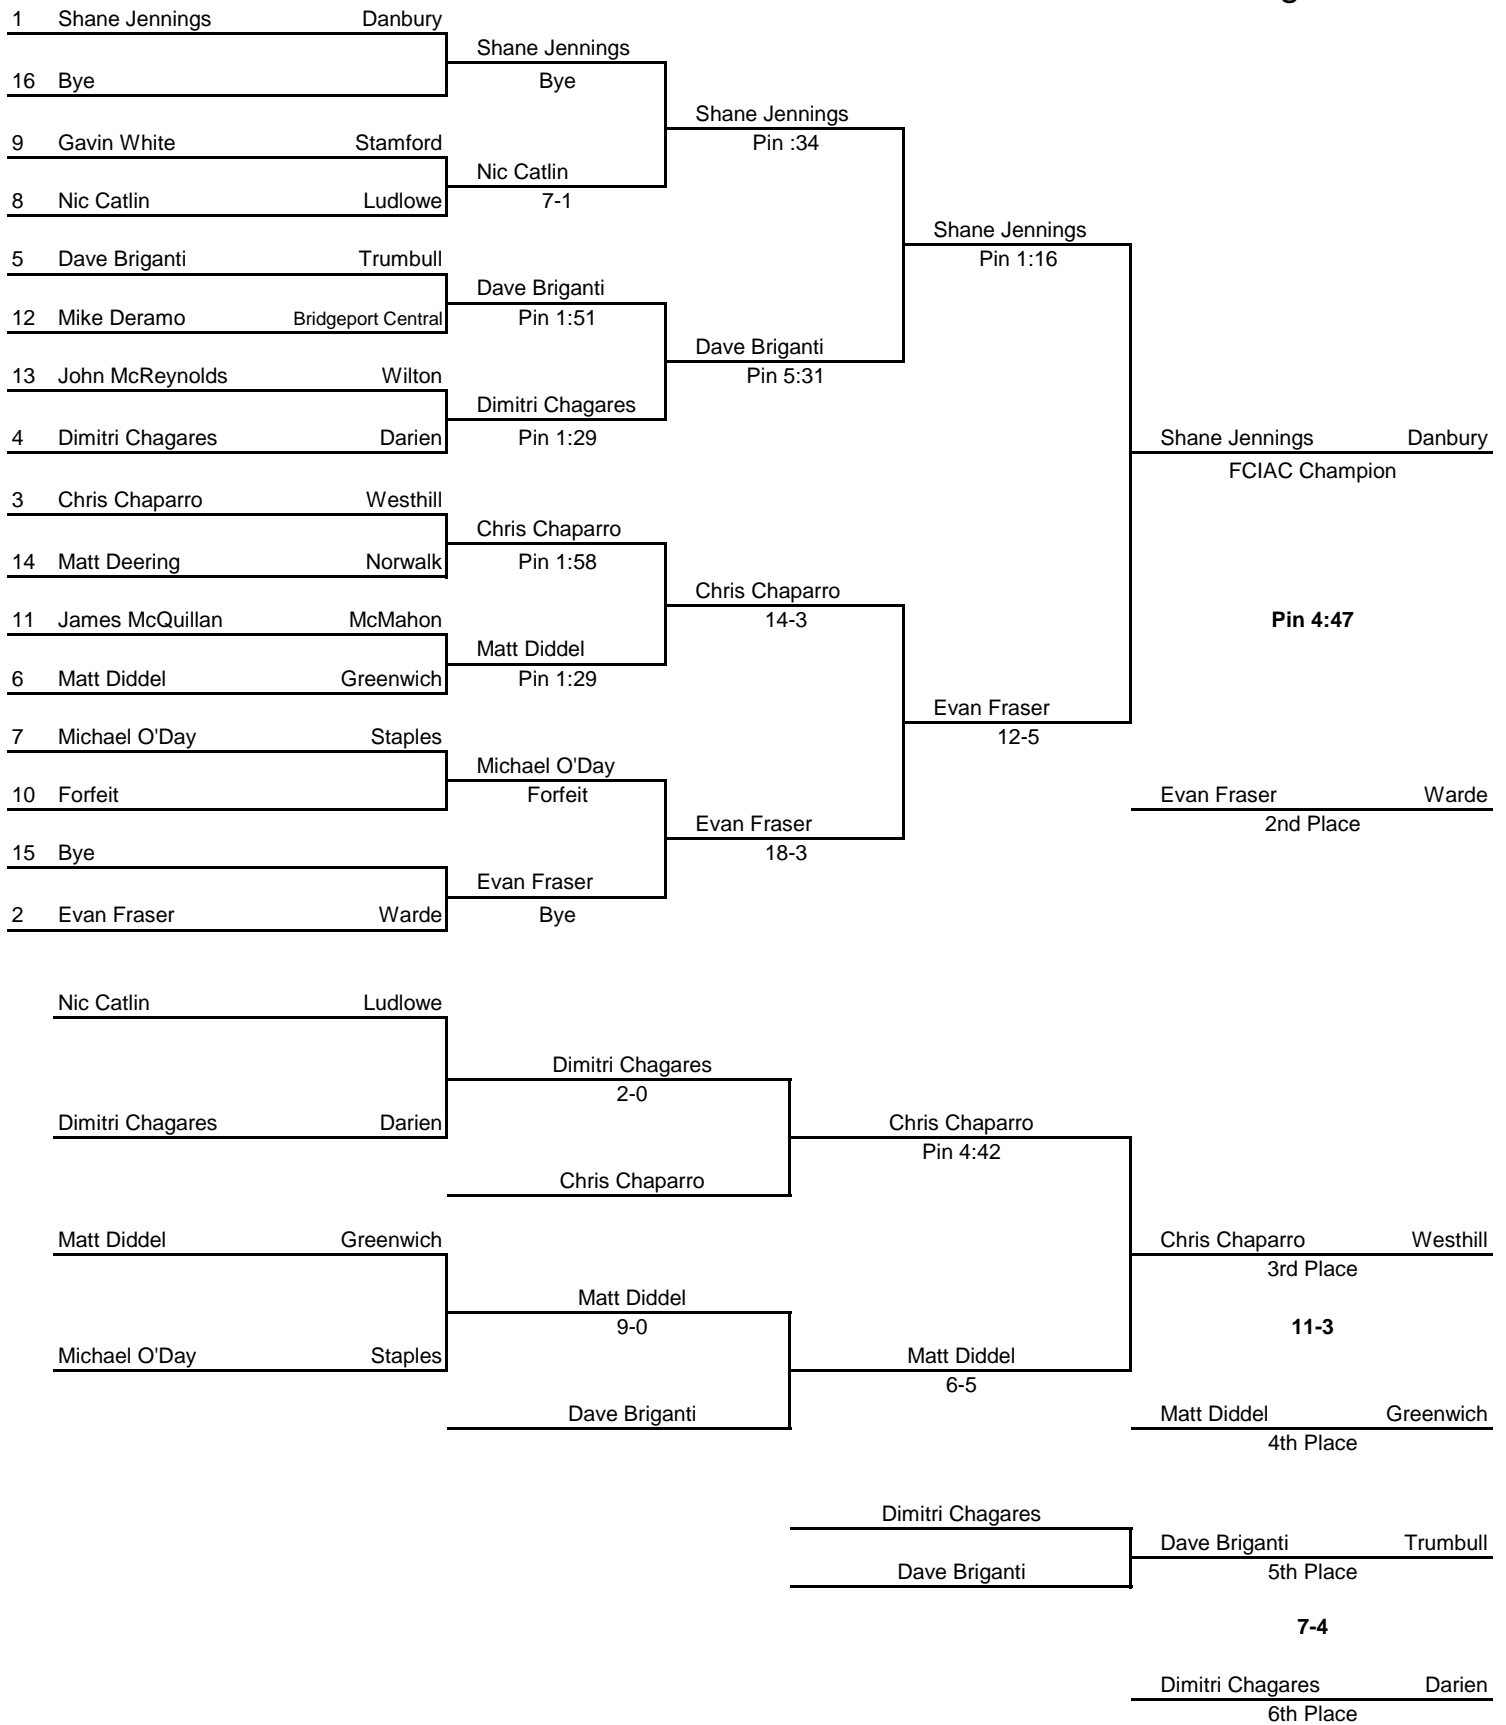 1 Shane Jennings Danbury
Shane Jennings
16 Bye Bye
Shane Jennings
9 Gavin White Stamford Pin :34
Nic Catlin
8 Nic Catlin Ludlowe 7-1
Shane Jennings
5 Dave Briganti Trumbull Pin 1:16
Dave Briganti
12 Mike Deramo Bridgeport Central Pin 1:51
Dave Briganti
13 John McReynolds Wilton Pin 5:31
Dimitri Chagares
4 Dimitri Chagares Darien Pin 1:29 Shane Jennings Danbury
FCIAC Champion
3 Chris Chaparro Westhill
Chris Chaparro
14 Matt Deering Norwalk Pin 1:58
Chris Chaparro
11 James McQuillan McMahon 14-3 Pin 4:47
Matt Diddel
6 Matt Diddel Greenwich Pin 1:29
Evan Fraser
7 Michael O'Day Staples 12-5
Michael O'Day
10 Forfeit Forfeit Evan Fraser Warde
Evan Fraser 2nd Place
15 Bye 18-3
Evan Fraser
2 Evan Fraser Warde Bye
Nic Catlin Ludlowe
Dimitri Chagares
2-0
Dimitri Chagares Darien Chris Chaparro
Pin 4:42
Chris Chaparro
Matt Diddel Greenwich Chris Chaparro Westhill
3rd Place
Matt Diddel
9-0 11-3
Michael O'Day Staples Matt Diddel
6-5
Dave Briganti Matt Diddel Greenwich
4th Place
Dimitri Chagares
Dave Briganti Trumbull
Dave Briganti 5th Place
7-4
Dimitri Chagares Darien
6th Place